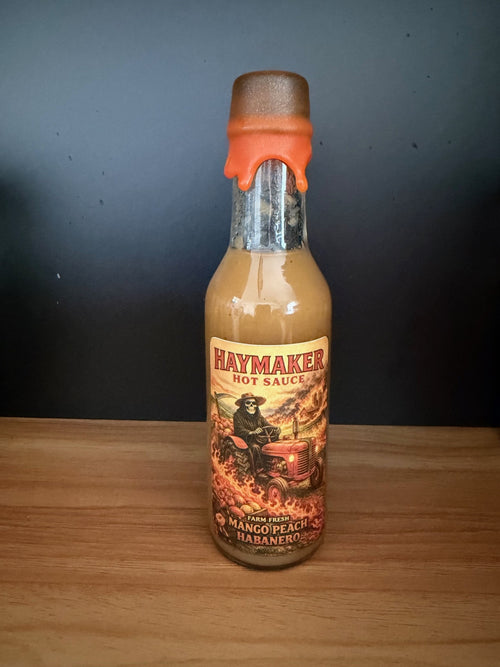 HAYMAKER
HOT SAUCE
FARM FRESH
MANGO PEACH
HABANERO